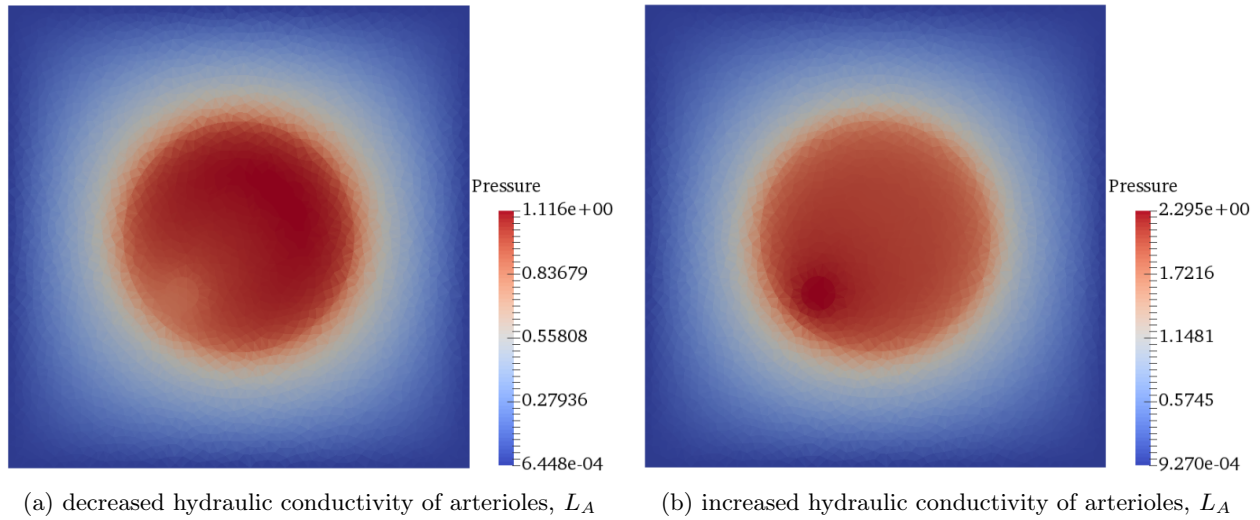 Pressure
1.116e+00
0.83679
0.55808
0.27936
6.448e-04
Pressure
2.295e+00
1.7216
1.1481
0.5745
9.270e-04
(a) decreased hydraulic conductivity of arterioles, L_A
(b) increased hydraulic conductivity of arterioles, L_A